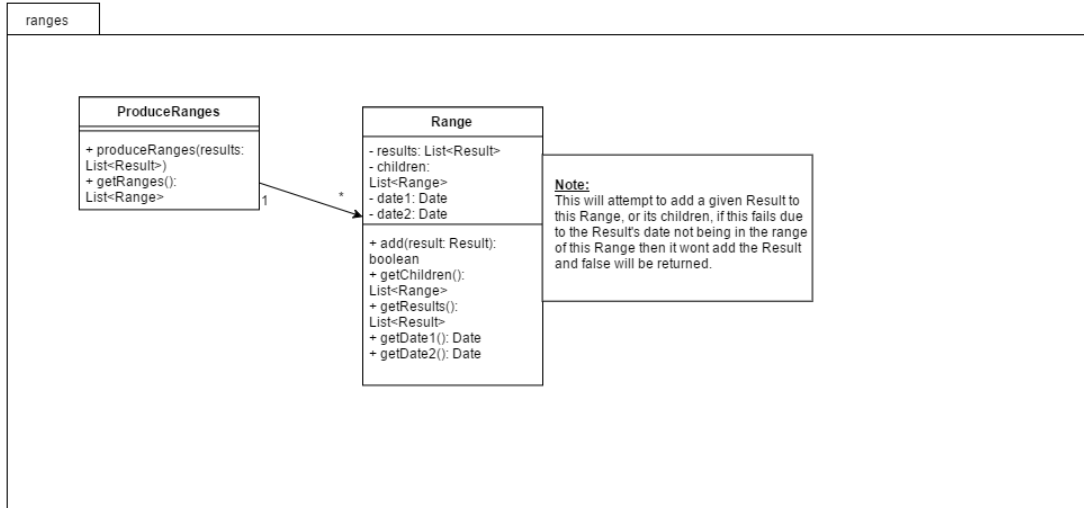 ranges
ProduceRanges
+ produceRanges(results:
List<Result>)
+ getRanges():
List<Range>
1
*
Range
- results: List<Result>
- children:
List<Range>
- date1: Date
- date2: Date
+ add(result: Result):
boolean
+ getChildren():
List<Range>
+ getResults():
List<Result>
+ getDate1(): Date
+ getDate2(): Date
Note:
This will attempt to add a given Result to
this Range, or its children, if this fails due
to the Result's date not being in the range
of this Range then it wont add the Result
and false will be returned.